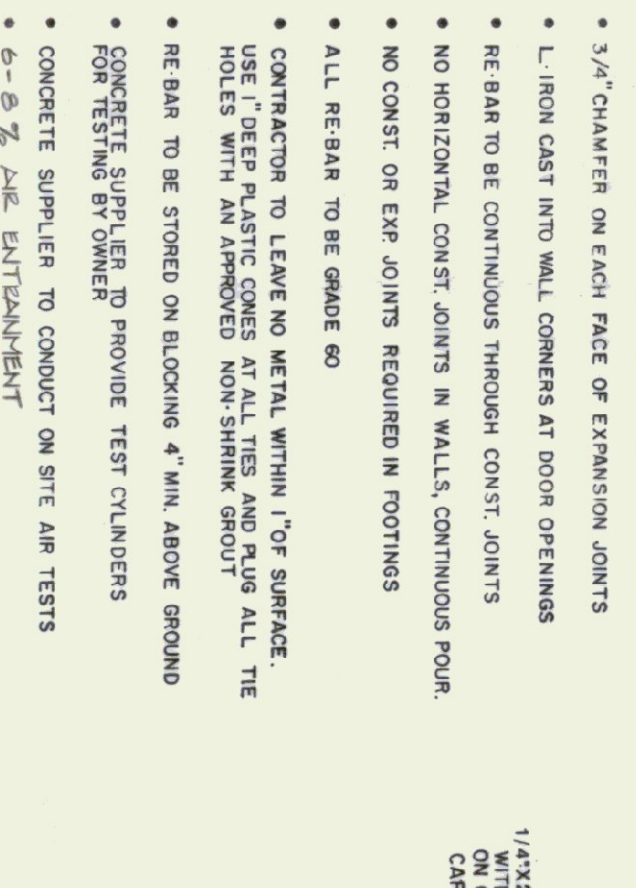 • 3/4" CHAMFER ON EACH FACE OF EXPANSION JOINTS
• L·IRON CAST INTO WALL CORNERS AT DOOR OPENINGS
RE·BAR TO BE CONTINUOUS THROUGH CONST. JOINTS
• NO HORIZONTAL CONST. JOINTS IN WALLS, CONTINUOUS POUR.
• NO CONST. OR EXP. JOINTS REQUIRED IN FOOTINGS
• ALL RE·BAR TO BE GRADE 60
• CONTRACTOR TO LEAVE NO METAL WITHIN 1" OF SURFACE.
USE 1" DEEP PLASTIC CONES AT ALL TIES AND PLUG ALL TIE
HOLES WITH AN APPROVED NON·SHRINK GROUT
• RE·BAR TO BE STORED ON BLOCKING 4" MIN. ABOVE GROUND
• CONCRETE SUPPLIER TO PROVIDE TEST CYLINDERS
FOR TESTING BY OWNER
• CONCRETE SUPPLIER TO CONDUCT ON SITE AIR TESTS
• 6-8% AIR ENTRAINMENT
1/4"X
WIT
ON